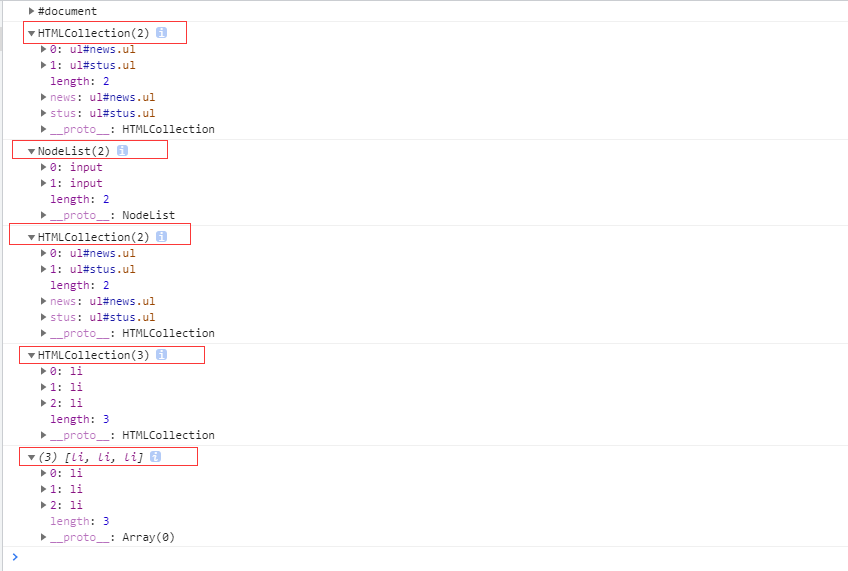 #document
HTMLCollection(2) i
0: ul#news.ul
1: ul#stus.ul
length: 2
news: ul#news.ul
stus: ul#stus.ul
__proto__: HTMLCollection
NodeList(2) i
0: input
1: input
length: 2
__proto__: NodeList
HTMLCollection(2) i
0: ul#news.ul
1: ul#stus.ul
length: 2
news: ul#news.ul
stus: ul#stus.ul
__proto__: HTMLCollection
HTMLCollection(3) i
0: li
1: li
2: li
length: 3
__proto__: HTMLCollection
(3) [li, li, li] i
0: li
1: li
2: li
length: 3
__proto__: Array(0)